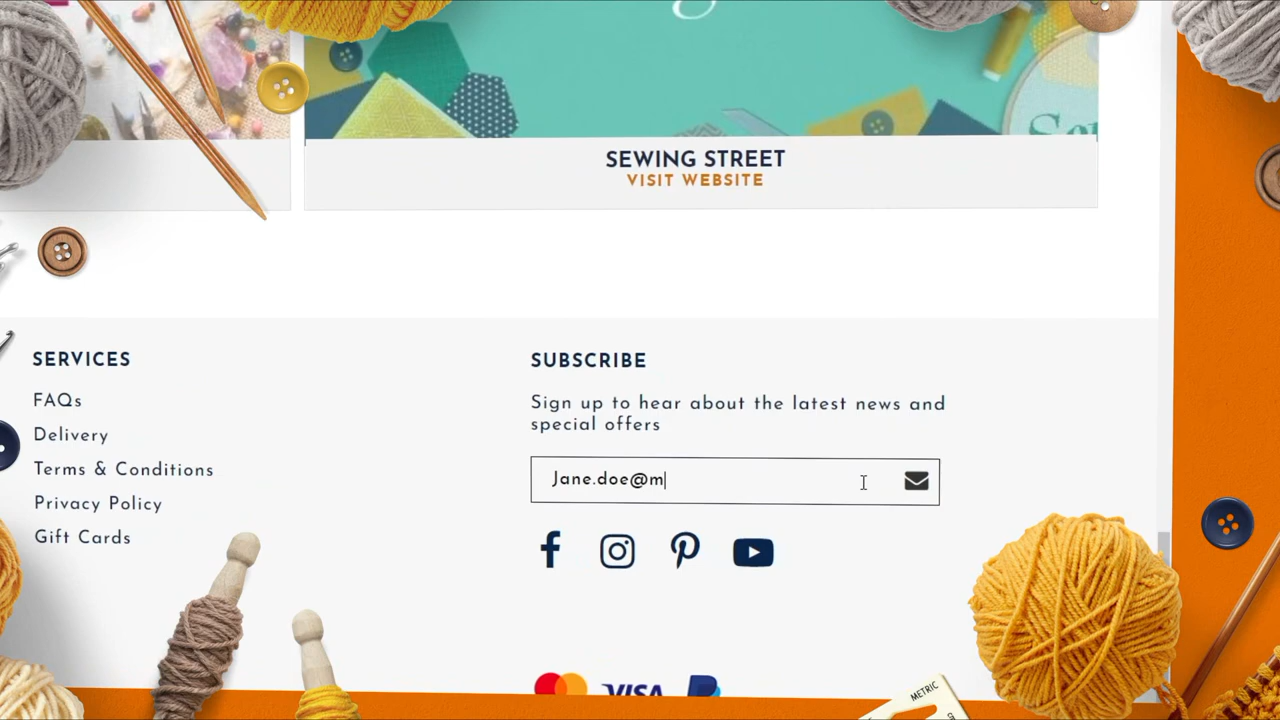 SEWING STREET
VISIT WEBSITE
SERVICES
FAQs
Delivery
Terms & Conditions
Privacy Policy
Gift Cards
SUBSCRIBE
Sign up to hear about the latest news and
special offers
Jane.doe@m
VISA
METRIC